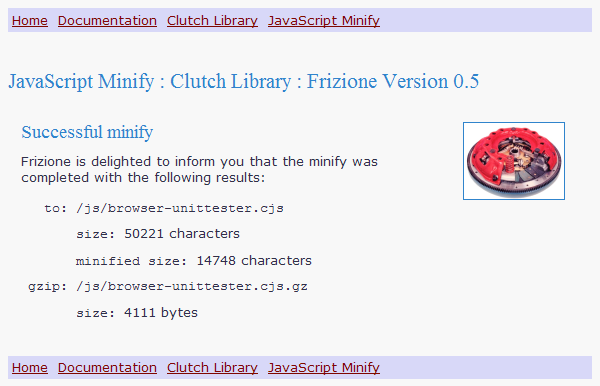 Home Documentation Clutch Library JavaScript Minify
JavaScript Minify : Clutch Library : Frizione Version 0.5
Successful minify
Frizione is delighted to inform you that the minify was
completed with the following results:
to: /js/browser-unittester.cjs
size: 50221 characters
minified size: 14748 characters
gzip: /js/browser-unittester.cjs.gz
size: 4111 bytes
Home Documentation Clutch Library JavaScript Minify